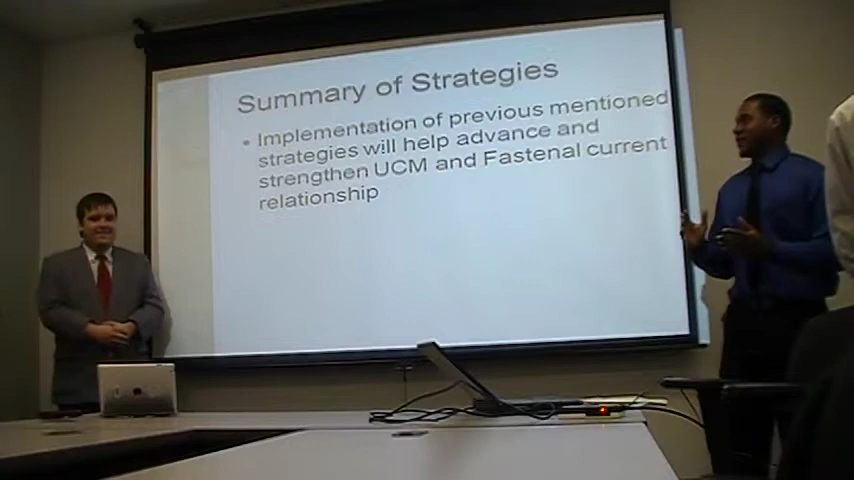 Summary of Strategies
• Implementation of previous mentioned
strategies will help advance and
strengthen UCM and Fastenal current
relationship